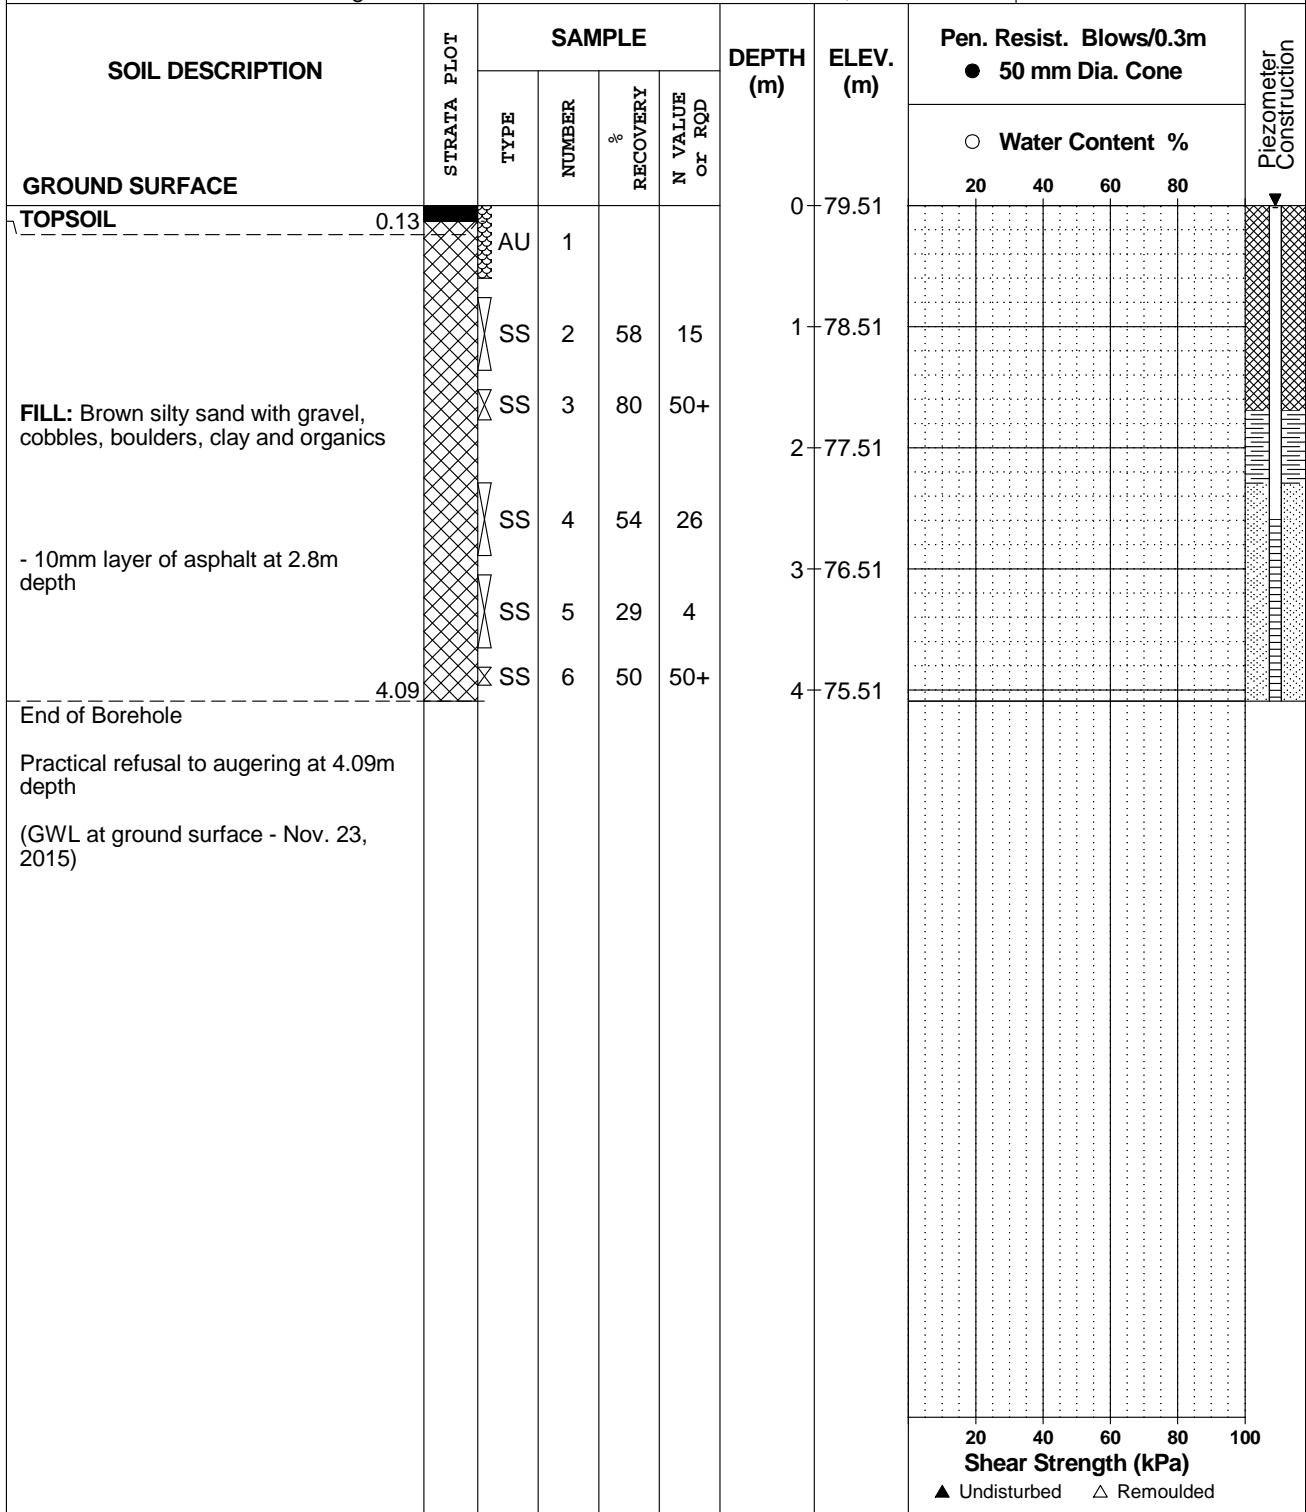 SOIL DESCRIPTION
GROUND SURFACE
STRATA PLOT
SAMPLE
TYPE
NUMBER
%
RECOVERY
N VALUE
or RQD
DEPTH
(m)
ELEV.
(m)
Pen. Resist. Blows/0.3m
● 50 mm Dia. Cone
○ Water Content %
20 40 60 80
Piezometer
Construction
TOPSOIL 0.13
0 79.51
AU 1
SS 2 58 15
1 78.51
SS 3 80 50+
FILL: Brown silty sand with gravel,
cobbles, boulders, clay and organics
2 77.51
SS 4 54 26
- 10mm layer of asphalt at 2.8m
depth
3 76.51
SS 5 29 4
SS 6 50 50+
4.09
4 75.51
End of Borehole
Practical refusal to augering at 4.09m
depth
(GWL at ground surface - Nov. 23,
2015)
20 40 60 80 100
Shear Strength (kPa)
▲ Undisturbed △ Remoulded